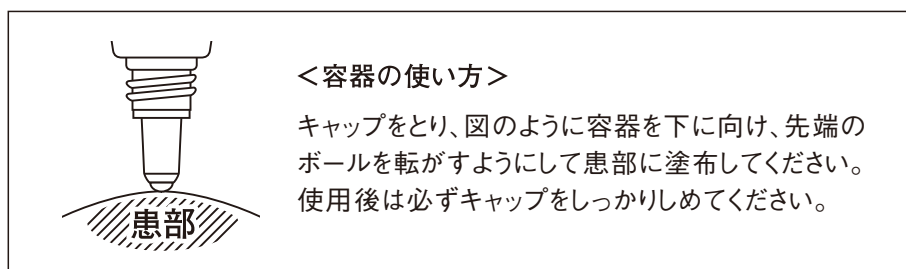 <容器の使い方>
キャップをとり、図のように容器を下に向け、先端の
ボールを転がすようにして患部に塗布してください。
使用後は必ずキャップをしっかりしめてください。
患部